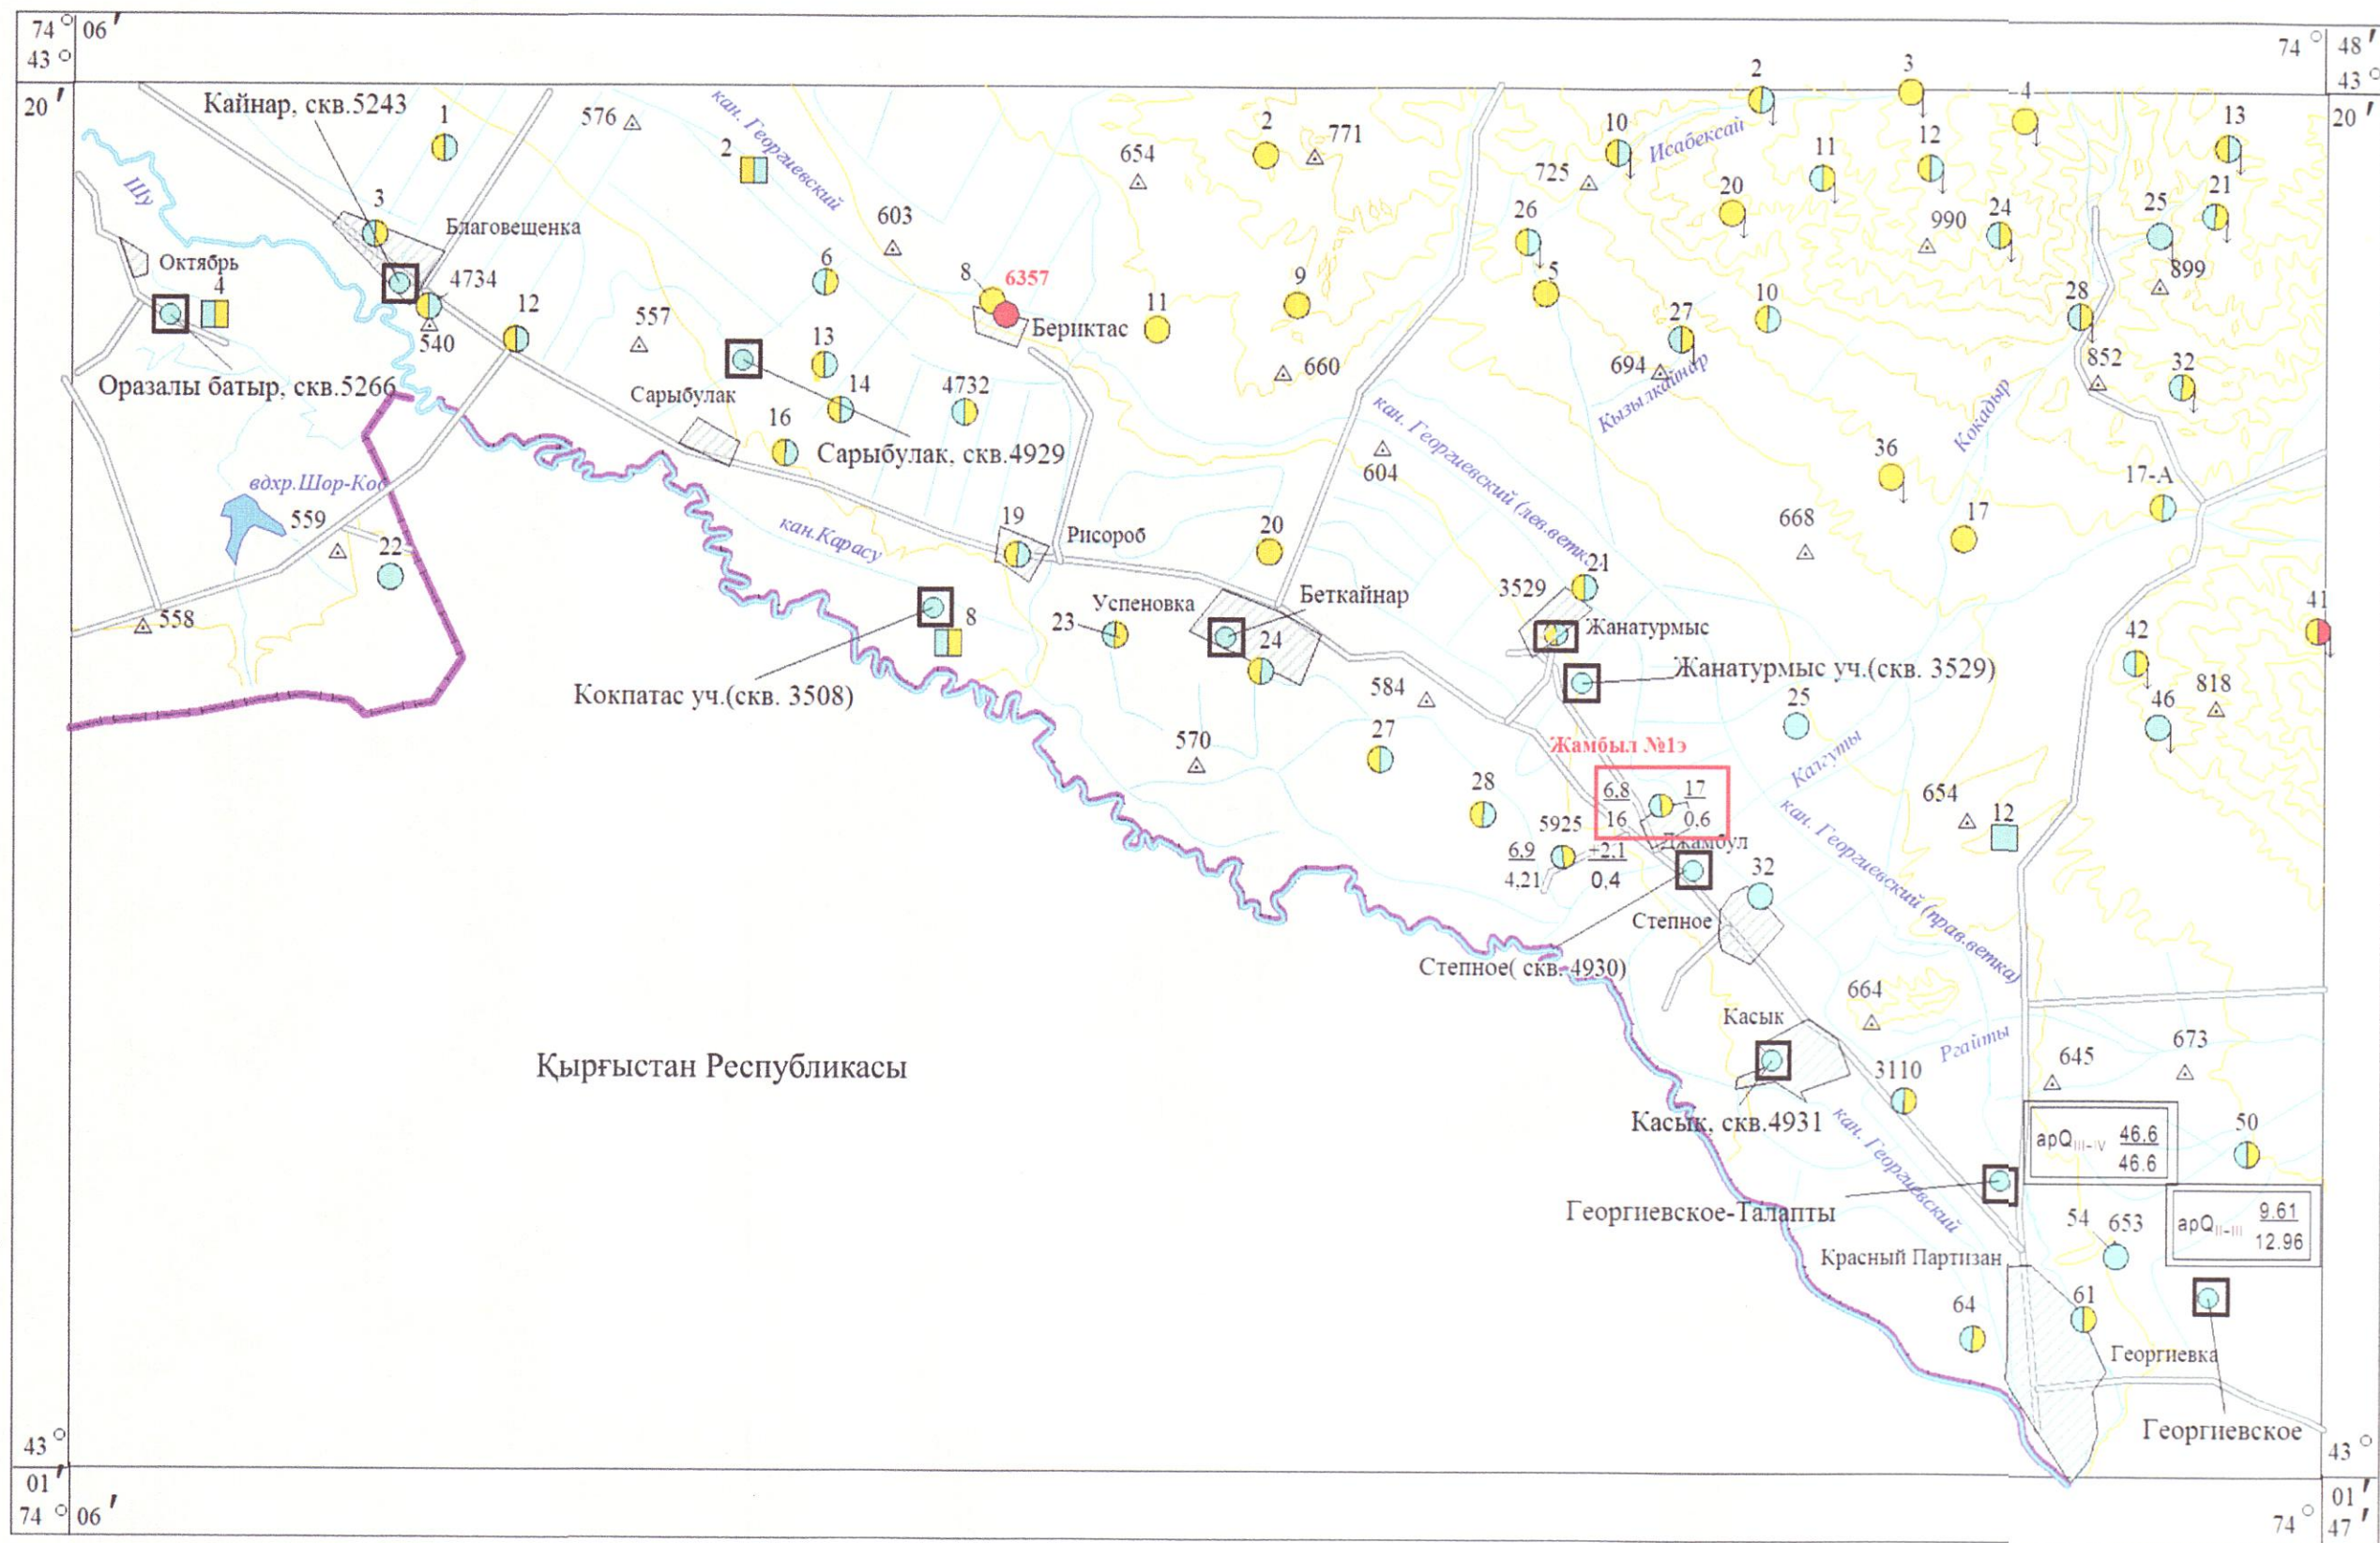 74° 06′
43°
20′
74° 48′
43°
20′
Кайнар, скв.5243
1
576
2
кан. Георгиевский
654
2
771
10
Исабексай
2
3
4
13
725
11
12
20
990
24
25
21
899
Шу
3
Благовещенка
603
26
Октябрь
4
4734
540
12
557
6
8
6357
Бериктас
11
9
5
27
10
28
852
32
Оразалы батыр, скв.5266
Сарыбулак
13
14
4732
660
694
Кызылкайнар
Кокадыр
16
Сарыбулак, скв.4929
604
кан. Георгиевский (лев.ветка)
36
17-А
вдхр.Шор-Коо
559
22
кан.Карасу
19
Рисороб
20
668
17
558
8
23
Успеновка
Беткайнар
24
3529
21
Жанатурмыс
41
42
Кокпатас уч.(скв. 3508)
584
Жанатурмыс уч.(скв. 3529)
25
46
818
570
27
Жамбыл №1э
Калгуты
28
6,8
16
17
0,6
654
12
5925
6,9
4,21
+2,1
0,4
Джамбул
32
кан. Георгиевский (прав.ветка)
Степное
Степное( скв. 4930)
664
Касык
Ргайты
Қырғыстан Республикасы
645
673
3110
Касык, скв.4931
кан. Георгиевский
apQIII-IV 46.6
46.6
50
Георгиевское-Талапты
apQII-III 9.61
12.96
54
653
Красный Партизан
64
61
Георгиевка
Георгиевское
43°
01′
74° 06′
43°
01′
74° 47′